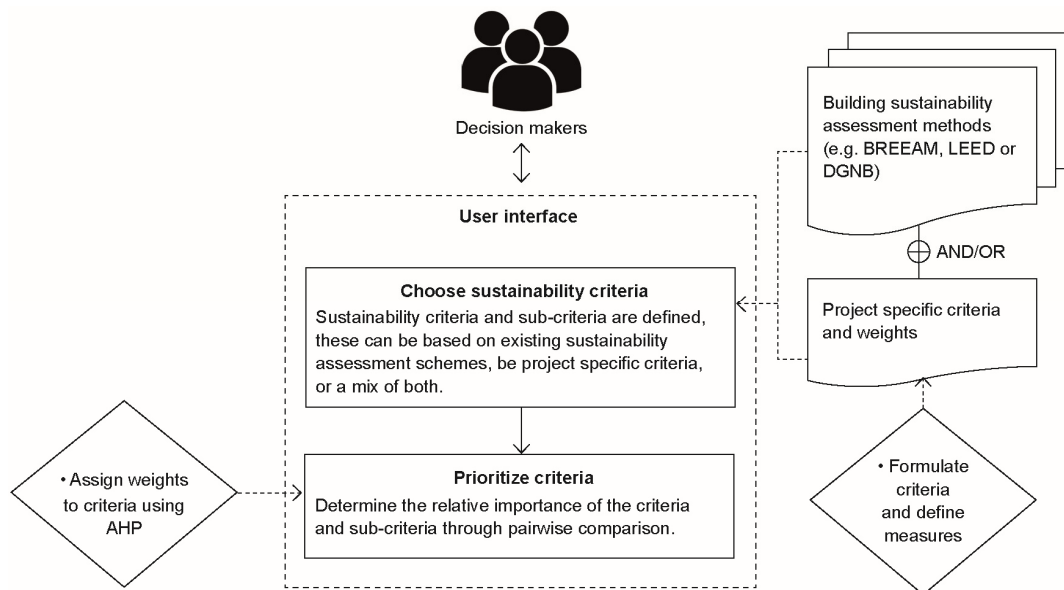 Decision makers
User interface
Choose sustainability criteria
Sustainability criteria and sub-criteria are defined,
these can be based on existing sustainability
assessment schemes, be project specific criteria,
or a mix of both.
Prioritize criteria
Determine the relative importance of the criteria
and sub-criteria through pairwise comparison.
• Assign weights
to criteria using
AHP
Building sustainability
assessment methods
(e.g. BREEAM, LEED or
DGNB)
AND/OR
Project specific criteria
and weights
• Formulate
criteria
and define
measures